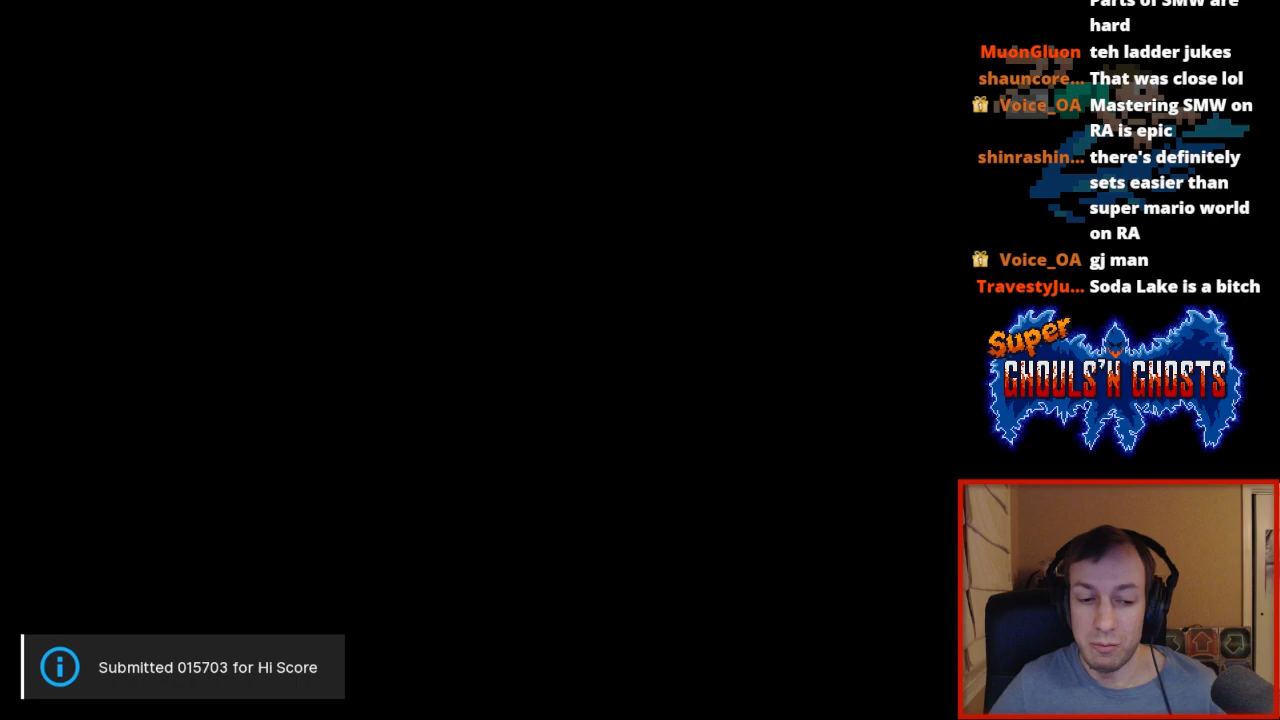 Parts of SMW are
hard
MuonGluon teh ladder jukes
shauncore... That was close lol
Voice_OA Mastering SMW on
RA is epic
shinrashin... there's definitely
sets easier than
super mario world
on RA
Voice_OA gj man
TravestyJu... Soda Lake is a bitch
Super
GHOULS'N GHOSTS
Submitted 015703 for Hi Score